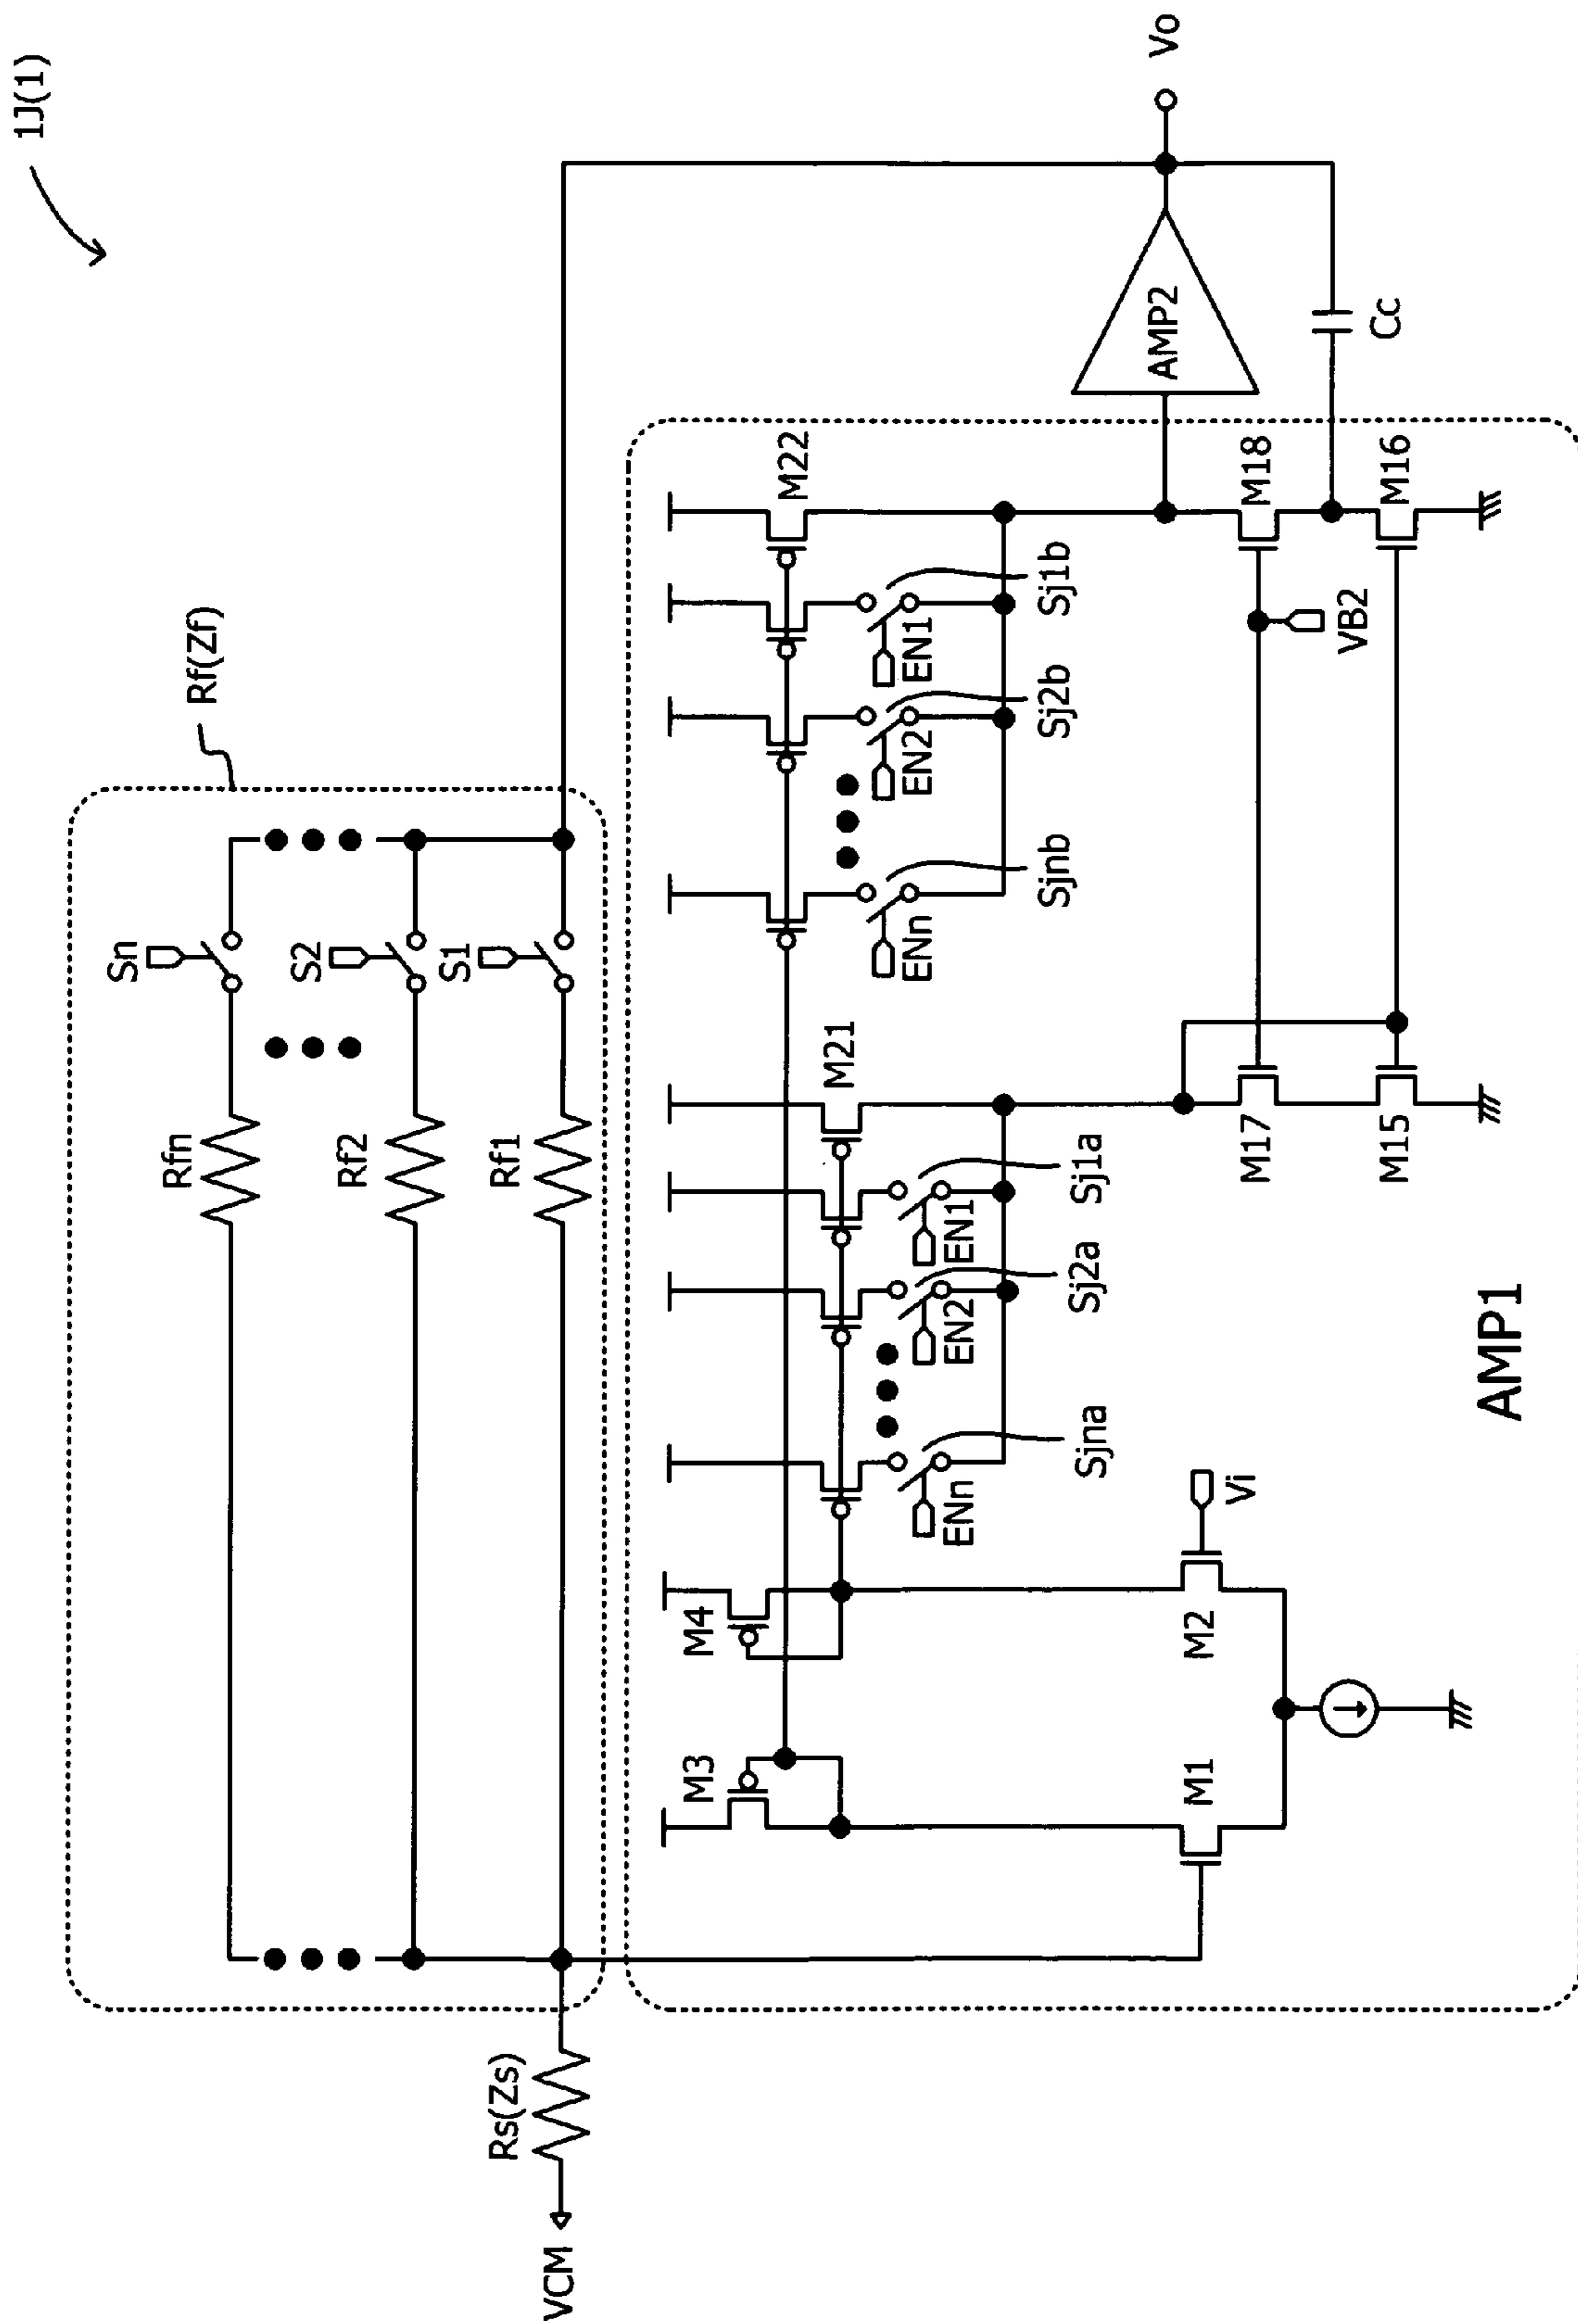 1J(1)
Rf(Zf)
Sn
Rfn
S2
Rf2
S1
Rf1
Rs(Zs)
VCM
M3
M4
M21
M22
ENn
EN2
EN1
Sjna
Sj2a
Sj1a
ENn
EN2
EN1
Sjnb
Sj2b
Sj1b
AMP2
Vo
M1
M2
Vi
M17
M18
VB2
Cc
M15
M16
AMP1